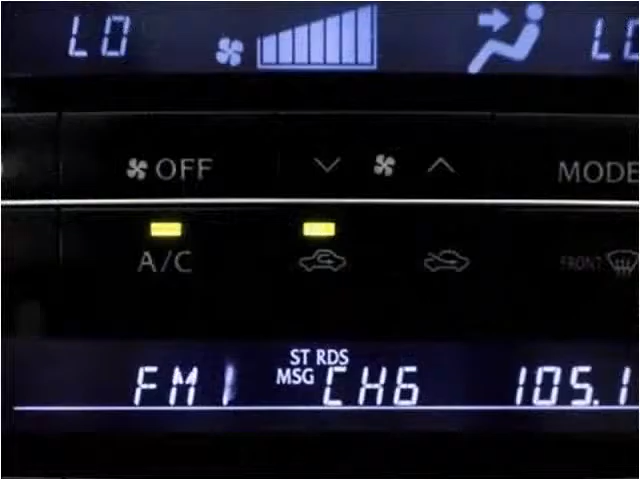 LO LO
OFF MODE
A/C FRONT
ST RDS
MSG
FM1 CH6 105.1